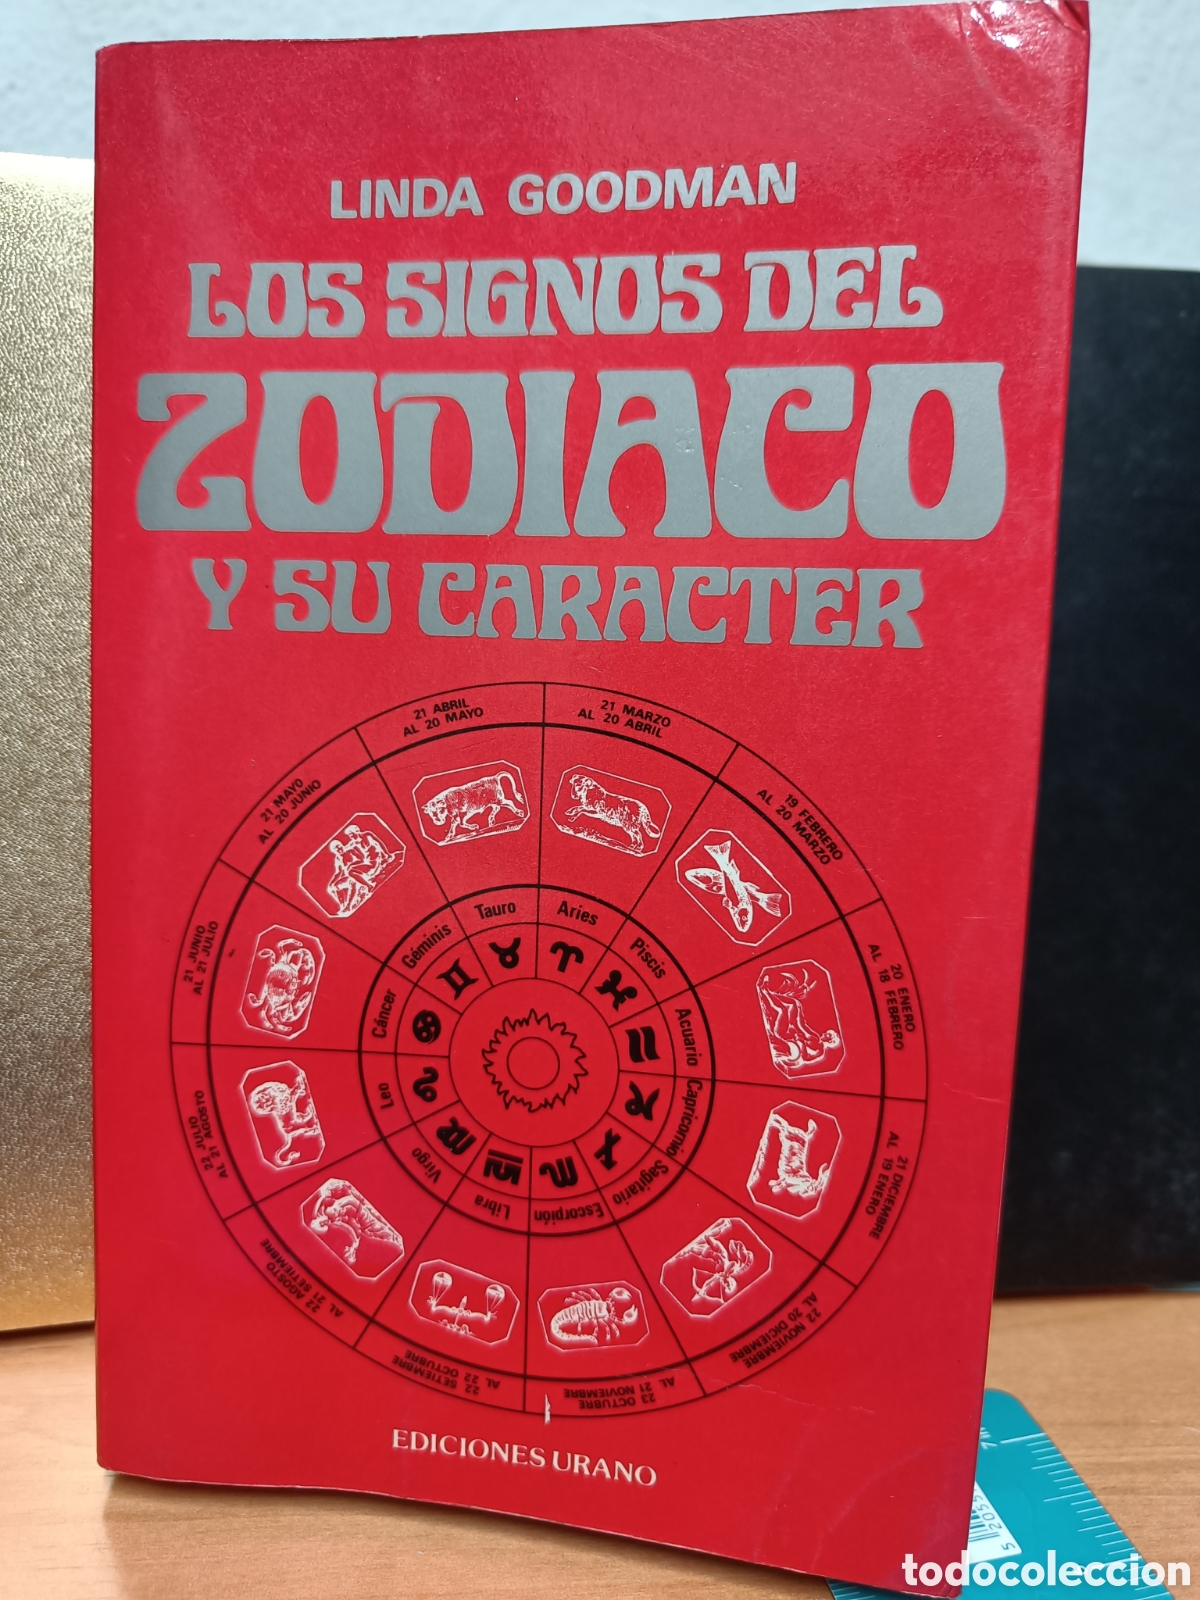 LINDA GOODMAN
LOS SIGNOS DEL
ZODIACO
Y SU CARACTER
21 ABRIL
AL 20 MAYO
21 MARZO
AL 20 ABRIL
19 FEBRERO
AL 20 MARZO
20 ENERO
AL 18 FEBRERO
21 DICIEMBRE
AL 19 ENERO
22 NOVIEMBRE
AL 20 DICIEMBRE
23 OCTUBRE
AL 21 NOVIEMBRE
22 SETIEMBRE
AL 22 OCTUBRE
22 AGOSTO
AL 21 SETIEMBRE
22 JULIO
AL 21 AGOSTO
21 JUNIO
AL 21 JULIO
21 MAYO
AL 20 JUNIO
Tauro
Aries
Piscis
Acuario
Capricornio
Sagitario
Escorpión
Libra
Virgo
Leo
Cáncer
Géminis
EDICIONES URANO
todocoleccion